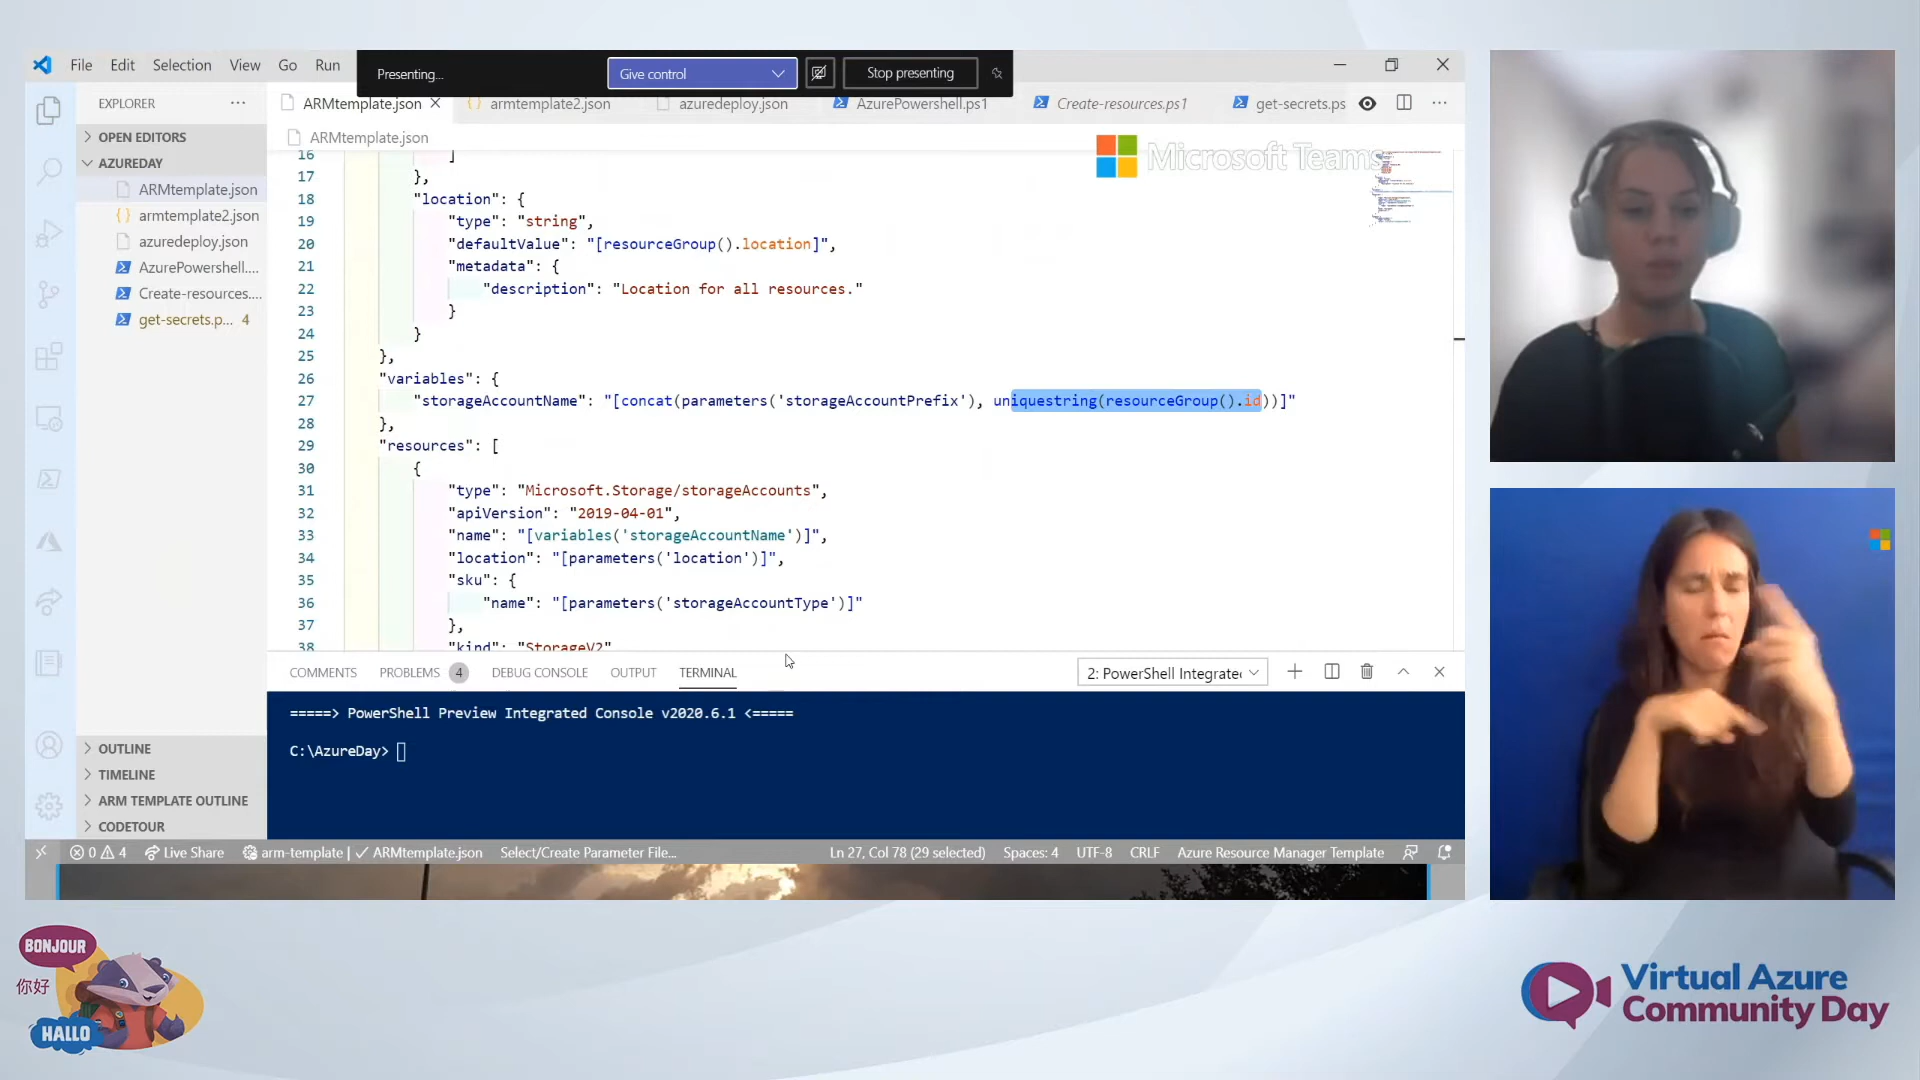 File Edit Selection View Go Run
Presenting...
Give control
Stop presenting
EXPLORER
ARMtemplate.json
armtemplate2.json
azuredeploy.json
AzurePowershell.ps1
Create-resources.ps1
get-secrets.ps
OPEN EDITORS
AZUREDAY
ARMtemplate.json
armtemplate2.json
azuredeploy.json
AzurePowershell....
Create-resources....
get-secrets.p... 4
OUTLINE
TIMELINE
ARM TEMPLATE OUTLINE
CODETOUR
ARMtemplate.json
Microsoft Teams
16 ]
17 },
18 "location": {
19 "type": "string",
20 "defaultValue": "[resourceGroup().location]",
21 "metadata": {
22 "description": "Location for all resources."
23 }
24 }
25 },
26 "variables": {
27 "storageAccountName": "[concat(parameters('storageAccountPrefix'), uniquestring(resourceGroup().id))]"
28 },
29 "resources": [
30 {
31 "type": "Microsoft.Storage/storageAccounts",
32 "apiVersion": "2019-04-01",
33 "name": "[variables('storageAccountName')]",
34 "location": "[parameters('location')]",
35 "sku": {
36 "name": "[parameters('storageAccountType')]"
37 },
38 "kind": "StorageV2"
COMMENTS PROBLEMS 4 DEBUG CONSOLE OUTPUT TERMINAL
2: PowerShell Integrate
=====> PowerShell Preview Integrated Console v2020.6.1 <=====
C:\AzureDay>
0 4 Live Share arm-template | ✓ ARMtemplate.json Select/Create Parameter File... Ln 27, Col 78 (29 selected) Spaces: 4 UTF-8 CRLF Azure Resource Manager Template
BONJOUR
你好
HALLO
Virtual Azure
Community Day